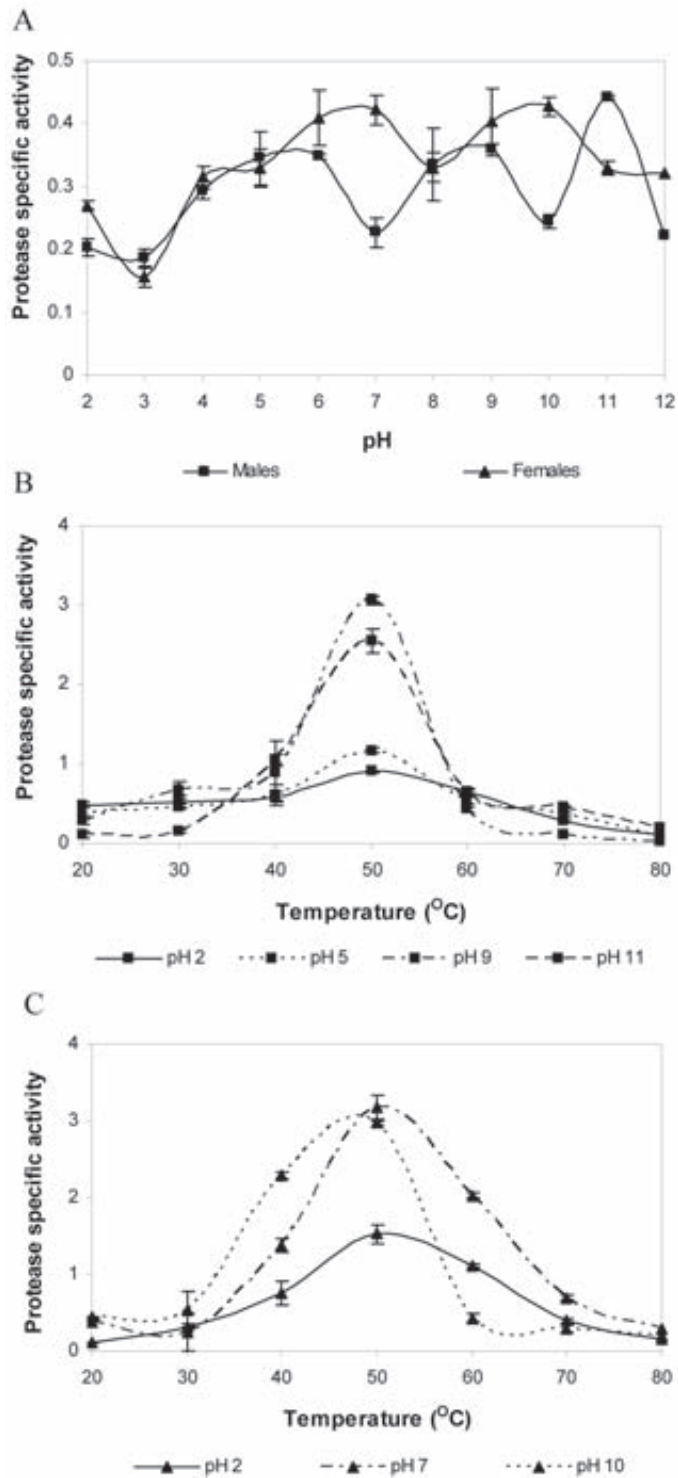 A
Protease specific activity
0.5
0.4
0.3
0.2
0.1
0
2 3 4 5 6 7 8 9 10 11 12
pH
Males Females
B
Protease specific activity
4
3
2
1
0
20 30 40 50 60 70 80
Temperature (ºC)
pH 2 pH 5 pH 9 pH 11
C
Protease specific activity
4
3
2
1
0
20 30 40 50 60 70 80
Temperature (ºC)
pH 2 pH 7 pH 10